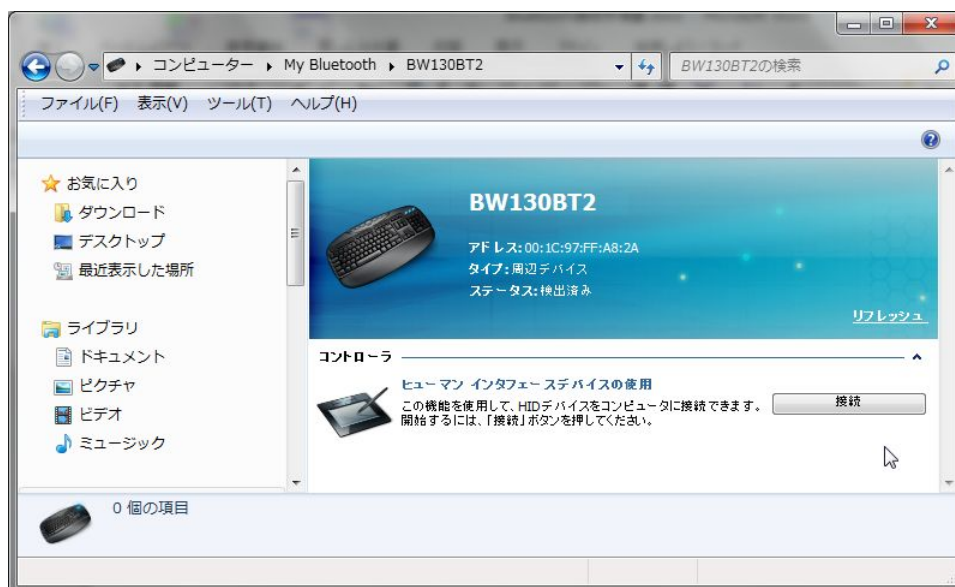 コンピューター ▸ My Bluetooth ▸ BW130BT2
BW130BT2の検索
ファイル(F) 表示(V) ツール(T) ヘルプ(H)
お気に入り
ダウンロード
デスクトップ
最近表示した場所
ライブラリ
ドキュメント
ピクチャ
ビデオ
ミュージック
BW130BT2
アドレス:00:1C:97:FF:A8:2A
タイプ:周辺デバイス
ステータス:検出済み
リフレッシュ
コントローラ
ヒューマン インタフェースデバイスの使用
この機能を使用して、HIDデバイスをコンピュータに接続できます。
開始するには、「接続」ボタンを押してください。
接続
0 個の項目